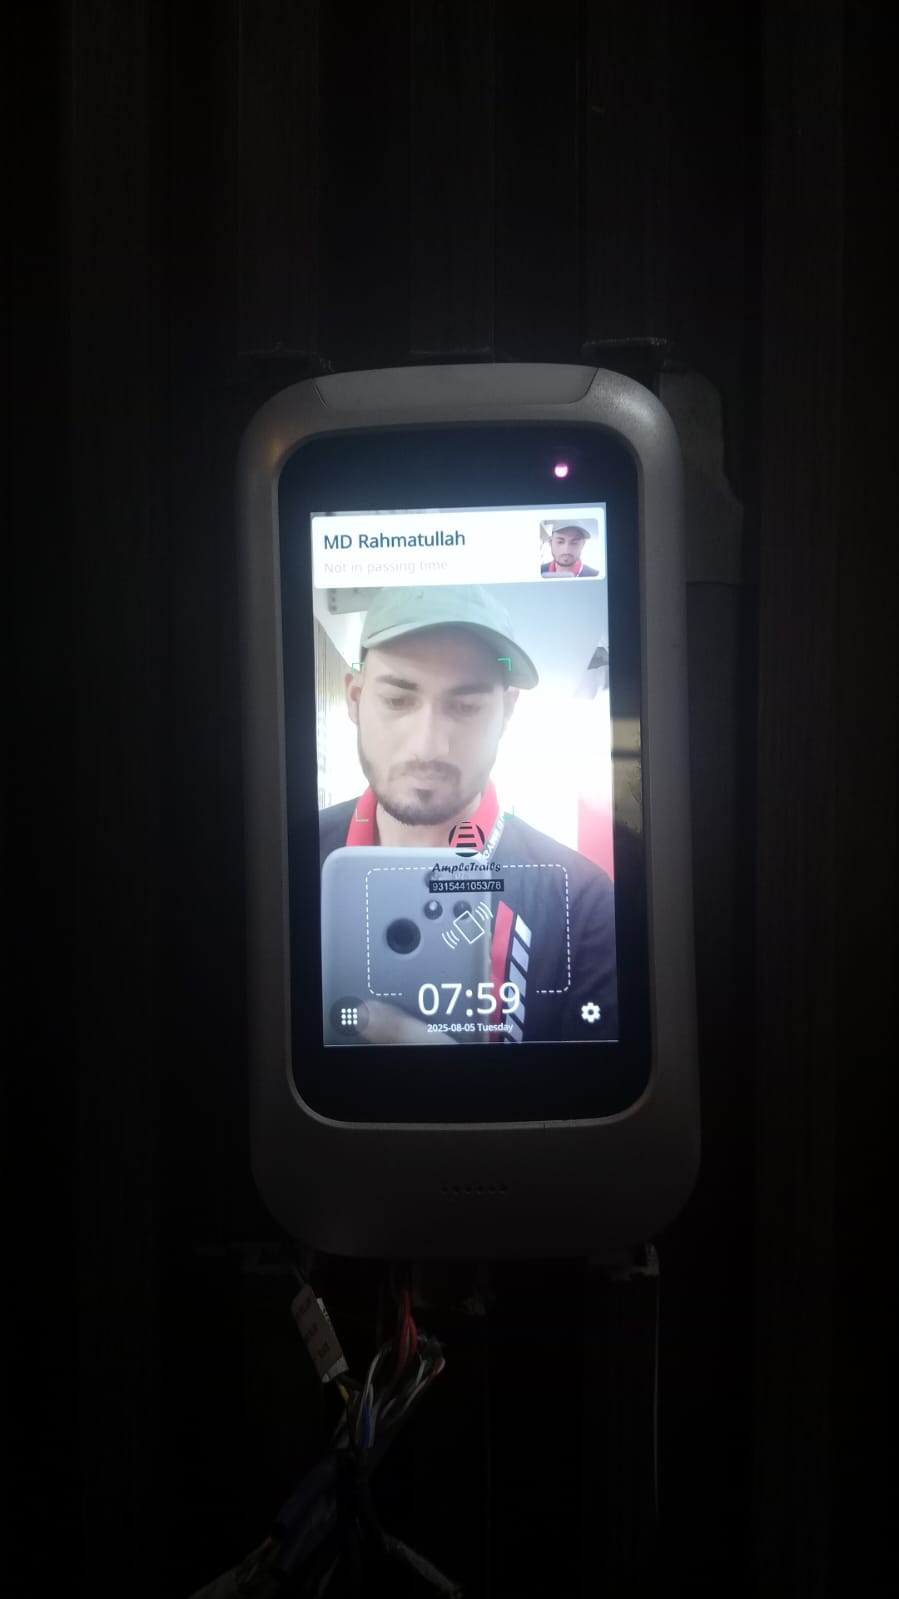 MD Rahmatullah
Not in passing time
AmpleTrails
9315441053/78
07:59
2025-08-05 Tuesday